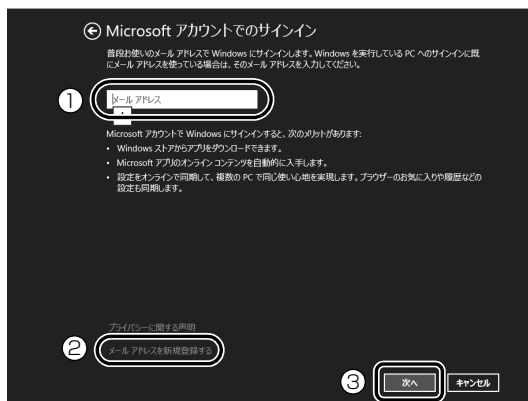 Microsoft アカウントでのサインイン
普段お使いのメール アドレスで Windows にサインインします。Windows を実行している PC へのサインインに既
にメール アドレスを使っている場合は、そのメール アドレスを入力してください。
① メール アドレス
Microsoft アカウントで Windows にサインインすると、次のメリットがあります:
• Windows ストアからアプリをダウンロードできます。
• Microsoft アプリのオンライン コンテンツを自動的に入手します。
• 設定をオンラインで同期して、複数の PC で同じ使い心地を実現します。ブラウザーのお気に入りや履歴などの
設定も同期します。
プライバシーに関する声明
② メール アドレスを新規登録する
③ 次へ キャンセル